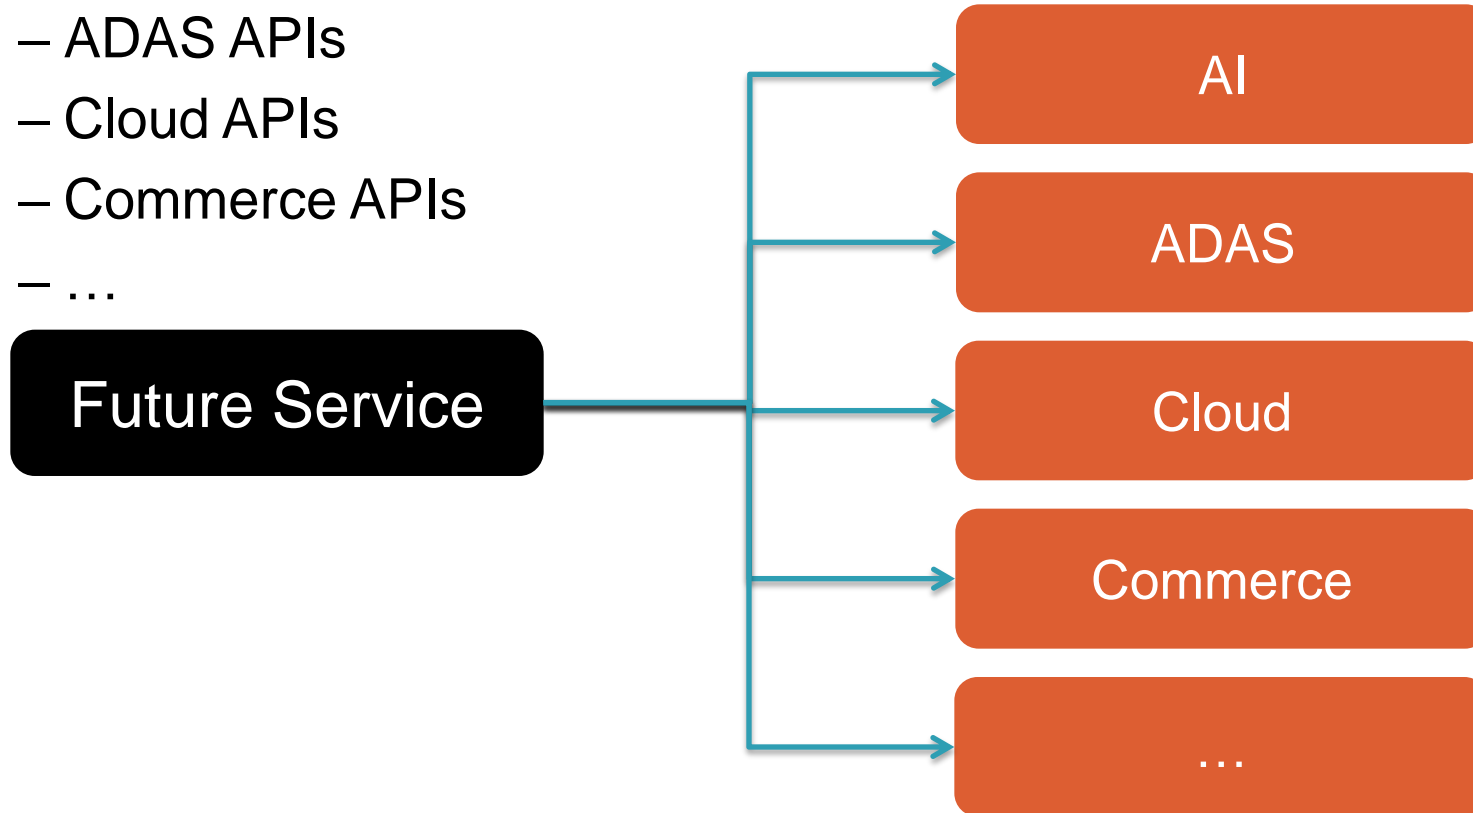 – ADAS APIs
– Cloud APIs
– Commerce APIs
– …
Future Service
AI
ADAS
Cloud
Commerce
…